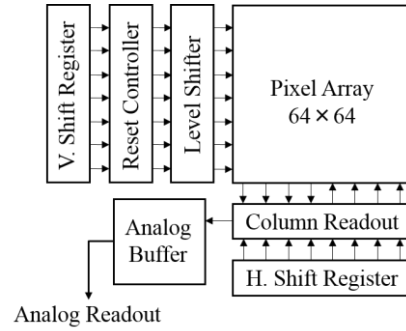 V. Shift Register
Reset Controller
Level Shifter
Pixel Array
64×64
Column Readout
Analog
Buffer
H. Shift Register
Analog Readout